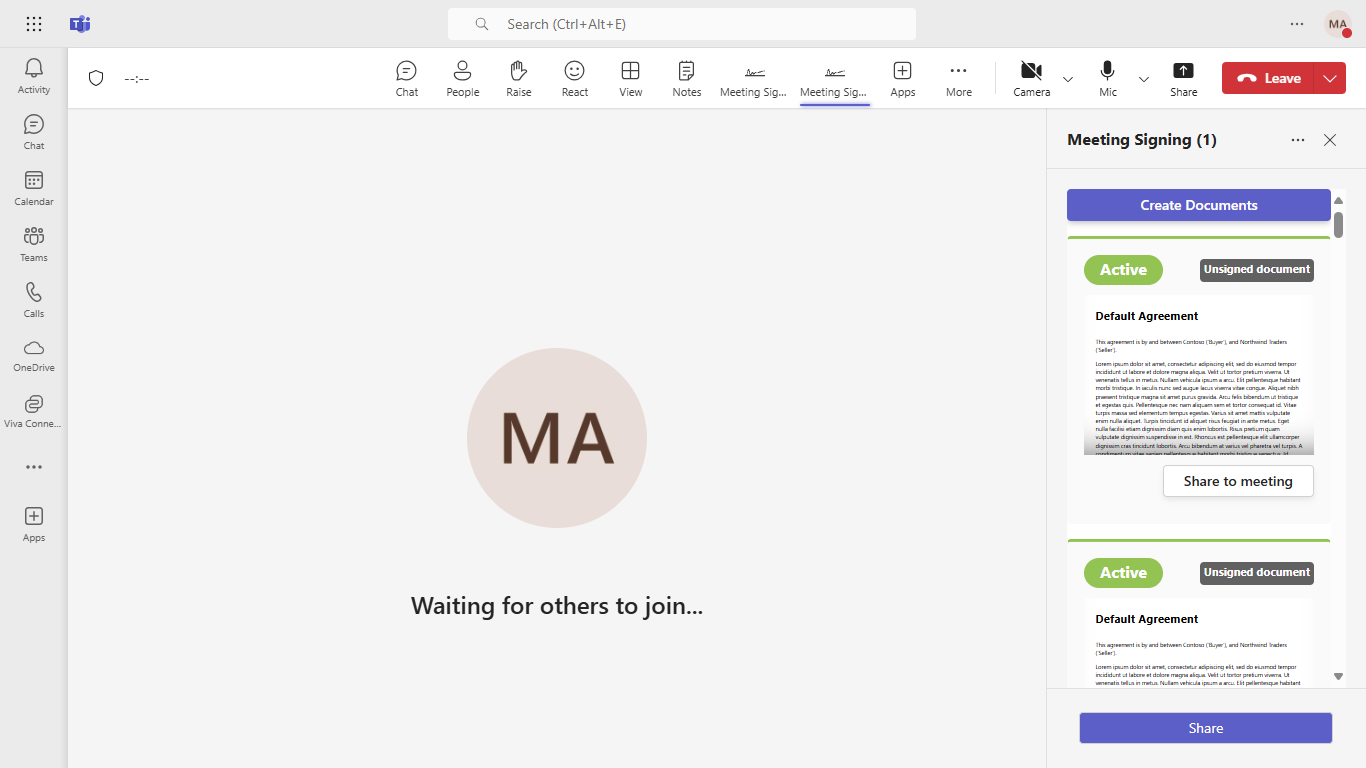 Search (Ctrl+Alt+E)
MA
Activity
Chat
Calendar
Teams
Calls
OneDrive
Viva Conne...
Apps
--:--
Chat
People
Raise
React
View
Notes
Meeting Sig...
Meeting Sig...
Apps
More
Camera
Mic
Share
Leave
MA
Waiting for others to join...
Meeting Signing (1)
Create Documents
Active
Unsigned document
Default Agreement
This agreement is by and between Contoso ('Buyer'), and Northwind Traders
('Seller').
Lorem ipsum dolor sit amet, consectetur adipiscing elit, sed do eiusmod tempor
incididunt ut labore et dolore magna aliqua. Velit ut tortor pretium viverra. Ut
venenatis tellus in metus. Nullam vehicula ipsum a arcu. Elit pellentesque habitant
morbi tristique. In iaculis nunc sed augue lacus viverra vitae congue. Aliquet nibh
praesent tristique magna sit amet purus gravida. Arcu felis bibendum ut tristique
et egestas quis. Pellentesque nec nam aliquam sem et tortor consequat id. Vitae
turpis massa sed elementum tempus egestas. Varius sit amet mattis vulputate
enim nulla aliquet. Turpis tincidunt id aliquet risus feugiat in ante metus. Eget
nulla facilisi etiam dignissim diam quis enim lobortis. Risus pretium quam
vulputate dignissim suspendisse in est. Rhoncus est pellentesque elit ullamcorper
dignissim cras tincidunt lobortis. Arcu bibendum at varius vel pharetra vel turpis. A
condimentum vitae sapien pellentesque habitant morbi tristique senectus. Id
Share to meeting
Active
Unsigned document
Default Agreement
This agreement is by and between Contoso ('Buyer'), and Northwind Traders
('Seller').
Lorem ipsum dolor sit amet, consectetur adipiscing elit, sed do eiusmod tempor
incididunt ut labore et dolore magna aliqua. Velit ut tortor pretium viverra. Ut
venenatis tellus in metus. Nullam vehicula ipsum a arcu. Elit pellentesque habitant
Share